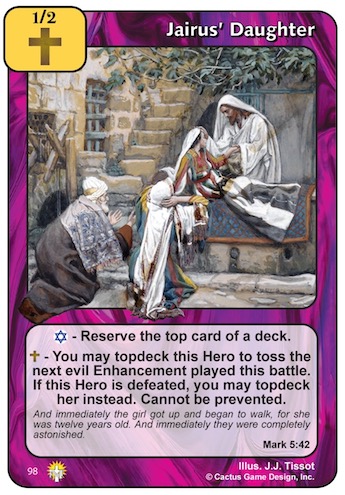 1/2
Jairus' Daughter
✡ - Reserve the top card of a deck.
✝ - You may topdeck this Hero to toss the
next evil Enhancement played this battle.
If this Hero is defeated, you may topdeck
her instead. Cannot be prevented.
And immediately the girl got up and began to walk, for she
was twelve years old. And immediately they were completely
astonished.
Mark 5:42
98
Illus. J.J. Tissot
© Cactus Game Design, Inc.